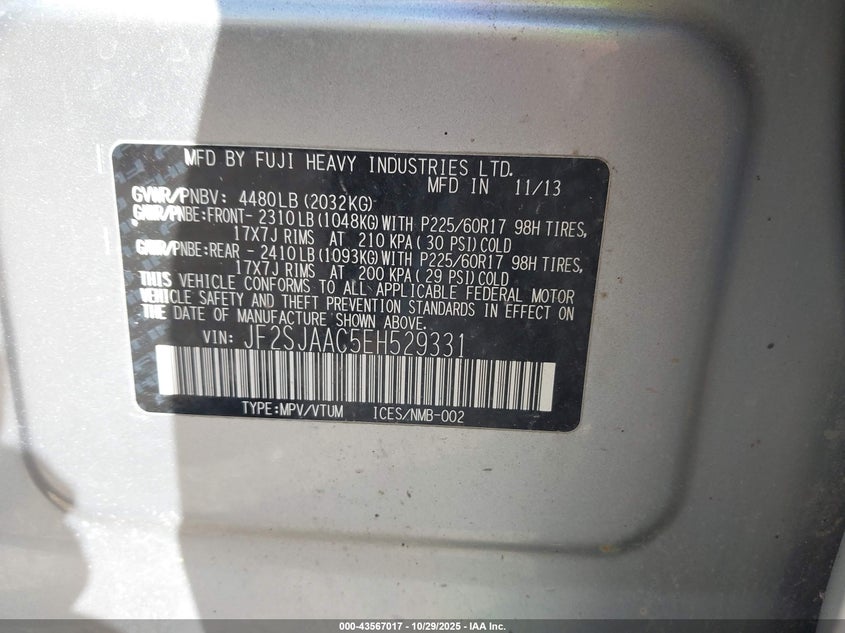 MFD BY FUJI HEAVY INDUSTRIES LTD.
MFD IN 11/13
GVWR/PNBV: 4480LB(2032KG)
GAWR/PNBE:FRONT- 2310LB(1048KG)WITH P225/60R17 98H TIRES,
17X7J RIMS AT 210 KPA(30 PSI)COLD
GAWR/PNBE:REAR - 2410LB(1093KG)WITH P225/60R17 98H TIRES,
17X7J RIMS AT 200 KPA(29 PSI)COLD
THIS VEHICLE CONFORMS TO ALL APPLICABLE FEDERAL MOTOR
VEHICLE SAFETY AND THEFT PREVENTION STANDARDS IN EFFECT ON
THE DATE OF MANUFACTURE SHOWN ABOVE.
VIN: JF2SJAAC5EH529331
TYPE:MPV/VTUM ICES/NMB-002
000-43567017 - 10/29/2025 - IAA Inc.